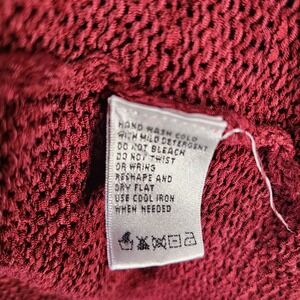 HAND WASH COLD
WITH MILD DETERGENT
DO NOT BLEACH
DO NOT TWIST
OR WRING
RESHAPE AND
DRY FLAT
USE COOL IRON
WHEN NEEDED